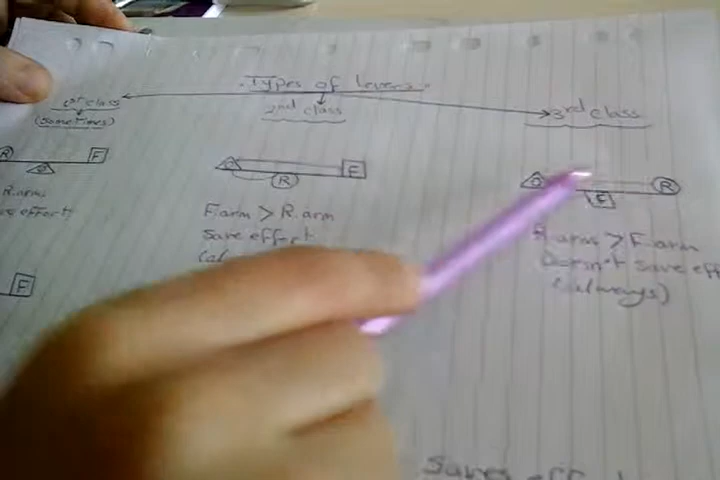 Types of levers
1st class
2nd class
3rd class
(sometimes)
R F
R F
R
F
R.arm
F.arm > R.arm
R.arm > F.arm
save effort
Doesn't save eff
(always)
F
Saves eff